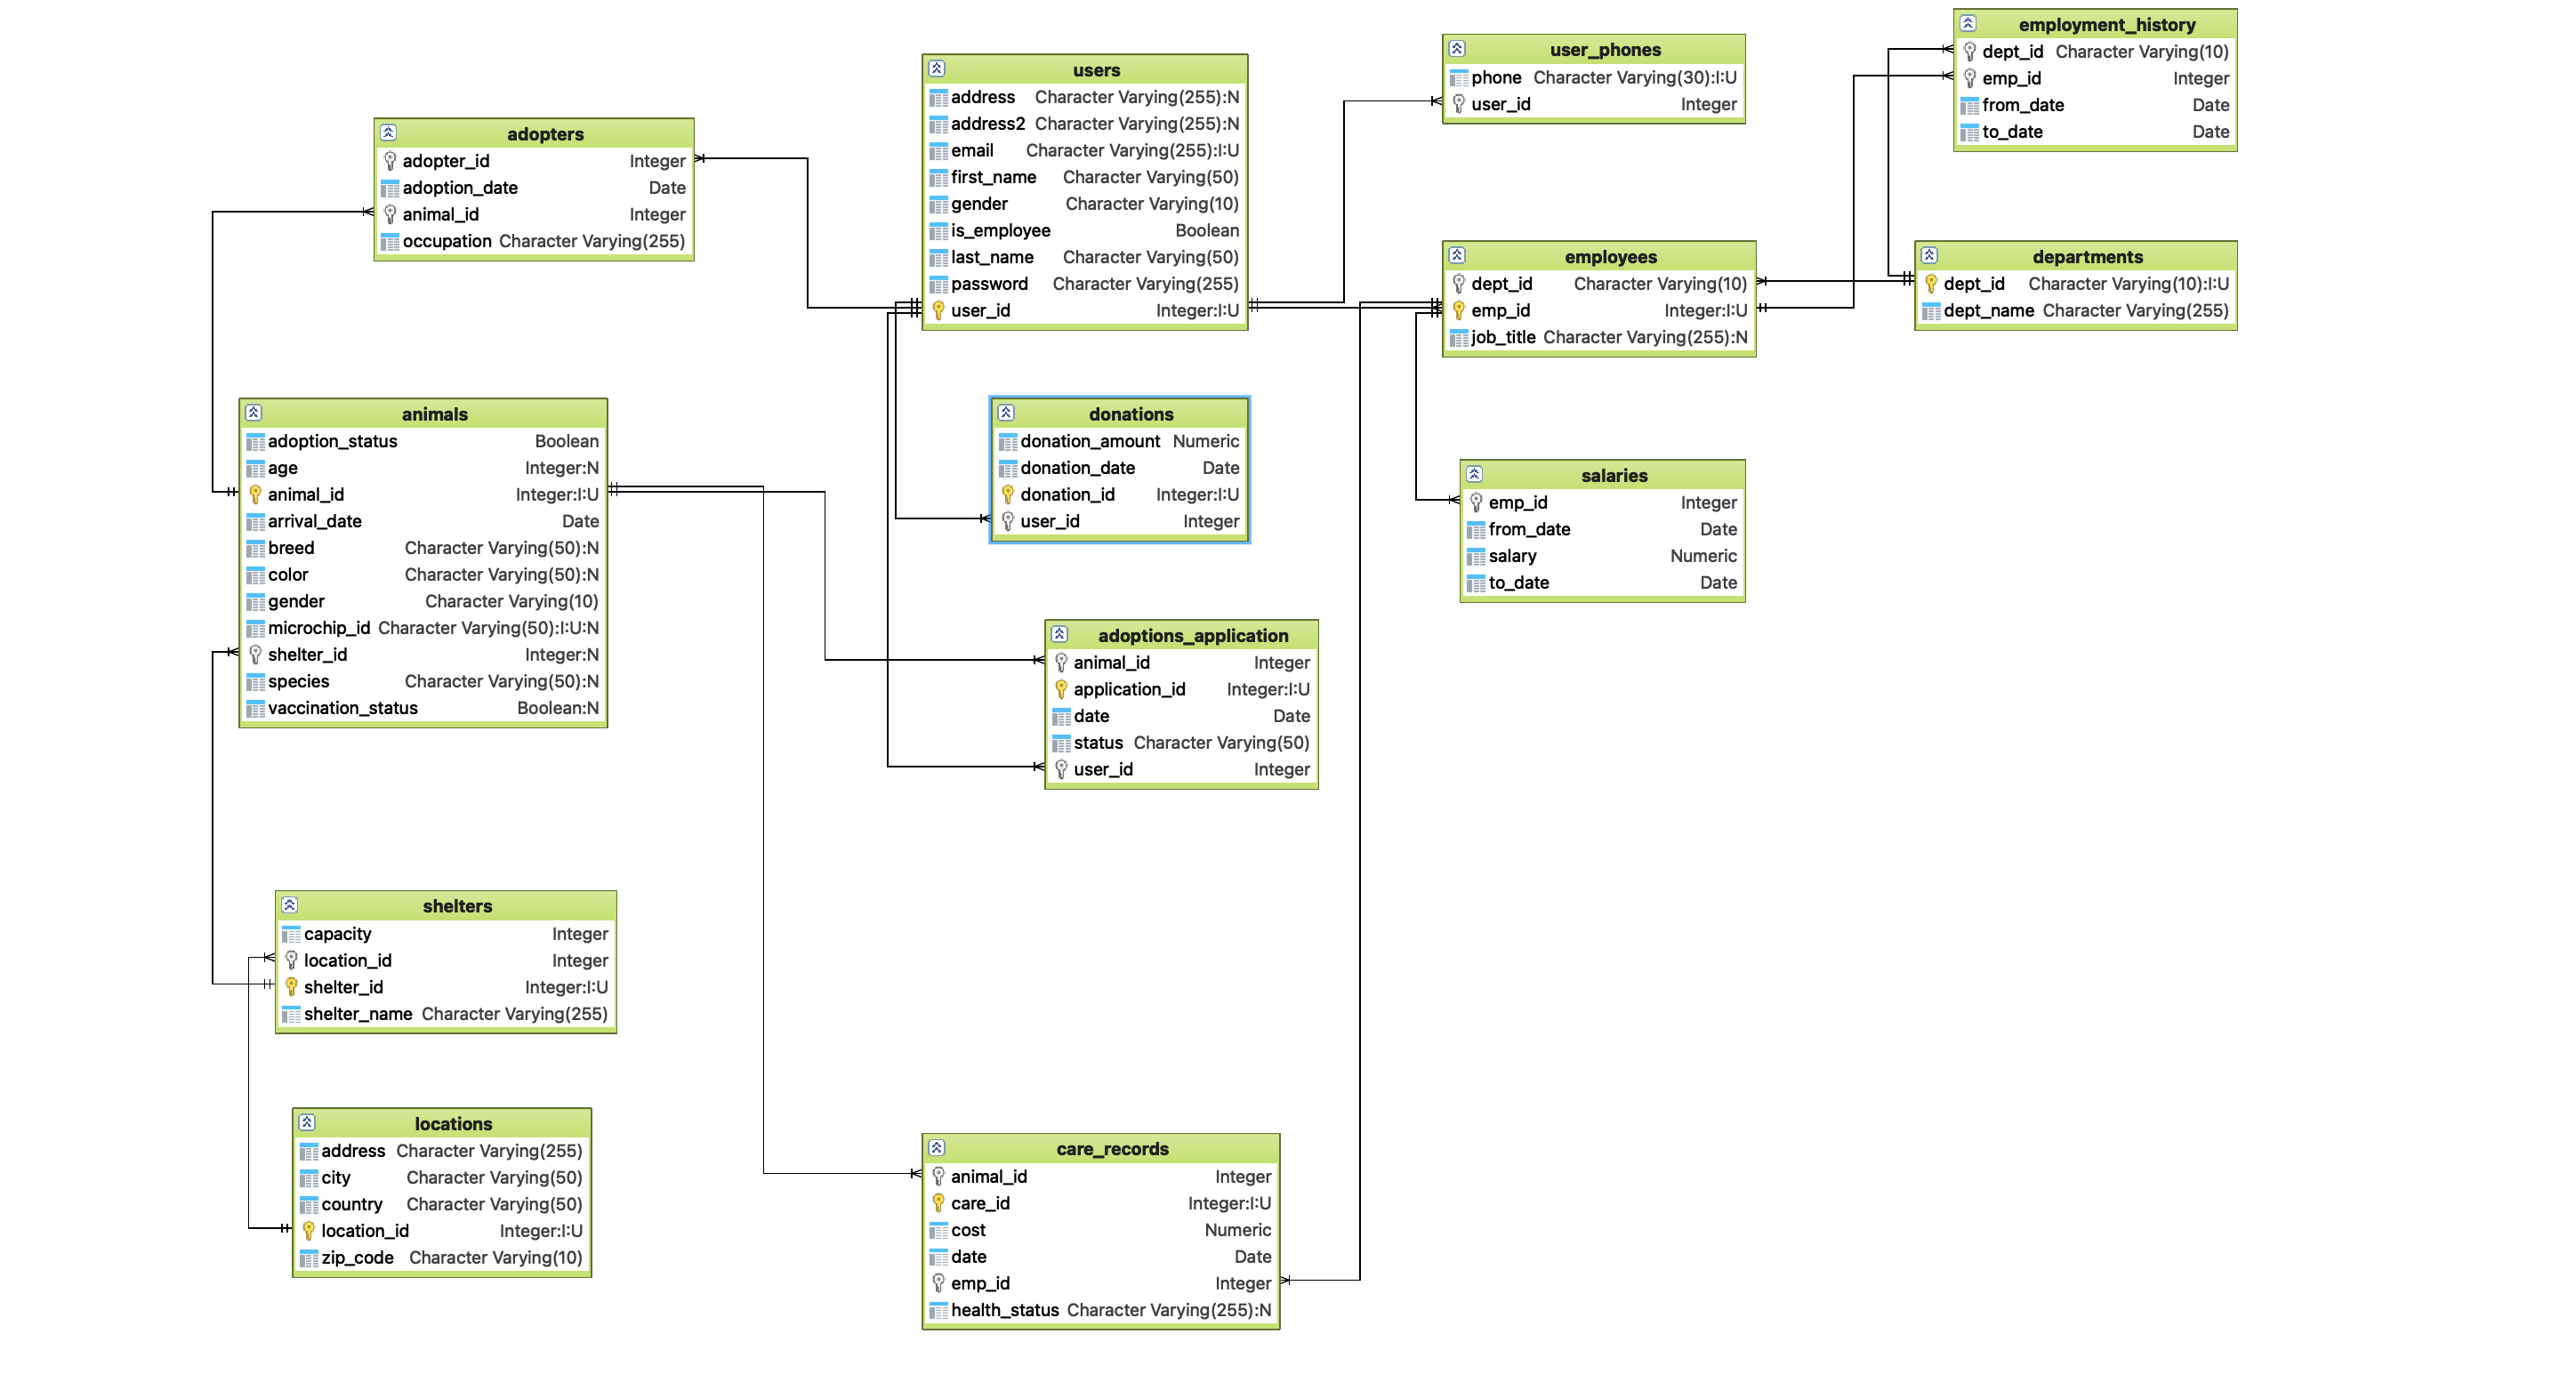 employment_history
dept_id Character Varying(10)
emp_id Integer
from_date Date
to_date Date
user_phones
phone Character Varying(30):I:U
user_id Integer
users
address Character Varying(255):N
address2 Character Varying(255):N
email Character Varying(255):I:U
first_name Character Varying(50)
gender Character Varying(10)
is_employee Boolean
last_name Character Varying(50)
password Character Varying(255)
user_id Integer:I:U
adopters
adopter_id Integer
adoption_date Date
animal_id Integer
occupation Character Varying(255)
employees
dept_id Character Varying(10)
emp_id Integer:I:U
job_title Character Varying(255):N
departments
dept_id Character Varying(10):I:U
dept_name Character Varying(255)
animals
adoption_status Boolean
age Integer:N
animal_id Integer:I:U
arrival_date Date
breed Character Varying(50):N
color Character Varying(50):N
gender Character Varying(10)
microchip_id Character Varying(50):I:U:N
shelter_id Integer:N
species Character Varying(50):N
vaccination_status Boolean:N
donations
donation_amount Numeric
donation_date Date
donation_id Integer:I:U
user_id Integer
salaries
emp_id Integer
from_date Date
salary Numeric
to_date Date
adoptions_application
animal_id Integer
application_id Integer:I:U
date Date
status Character Varying(50)
user_id Integer
shelters
capacity Integer
location_id Integer
shelter_id Integer:I:U
shelter_name Character Varying(255)
locations
address Character Varying(255)
city Character Varying(50)
country Character Varying(50)
location_id Integer:I:U
zip_code Character Varying(10)
care_records
animal_id Integer
care_id Integer:I:U
cost Numeric
date Date
emp_id Integer
health_status Character Varying(255):N